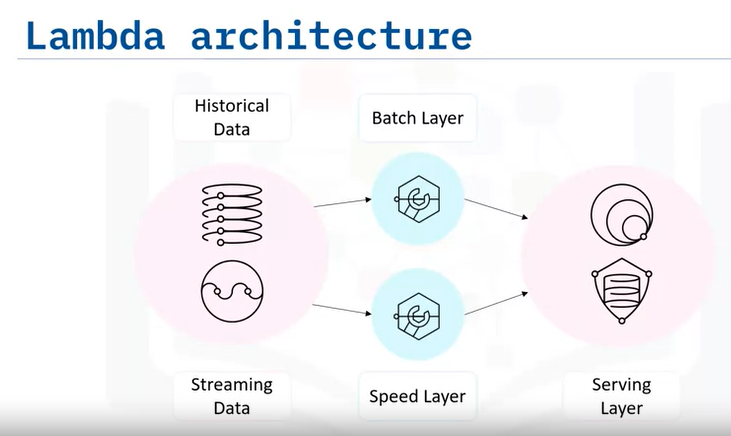 Lambda architecture
Historical
Data
Batch Layer
Streaming
Data
Speed Layer
Serving
Layer